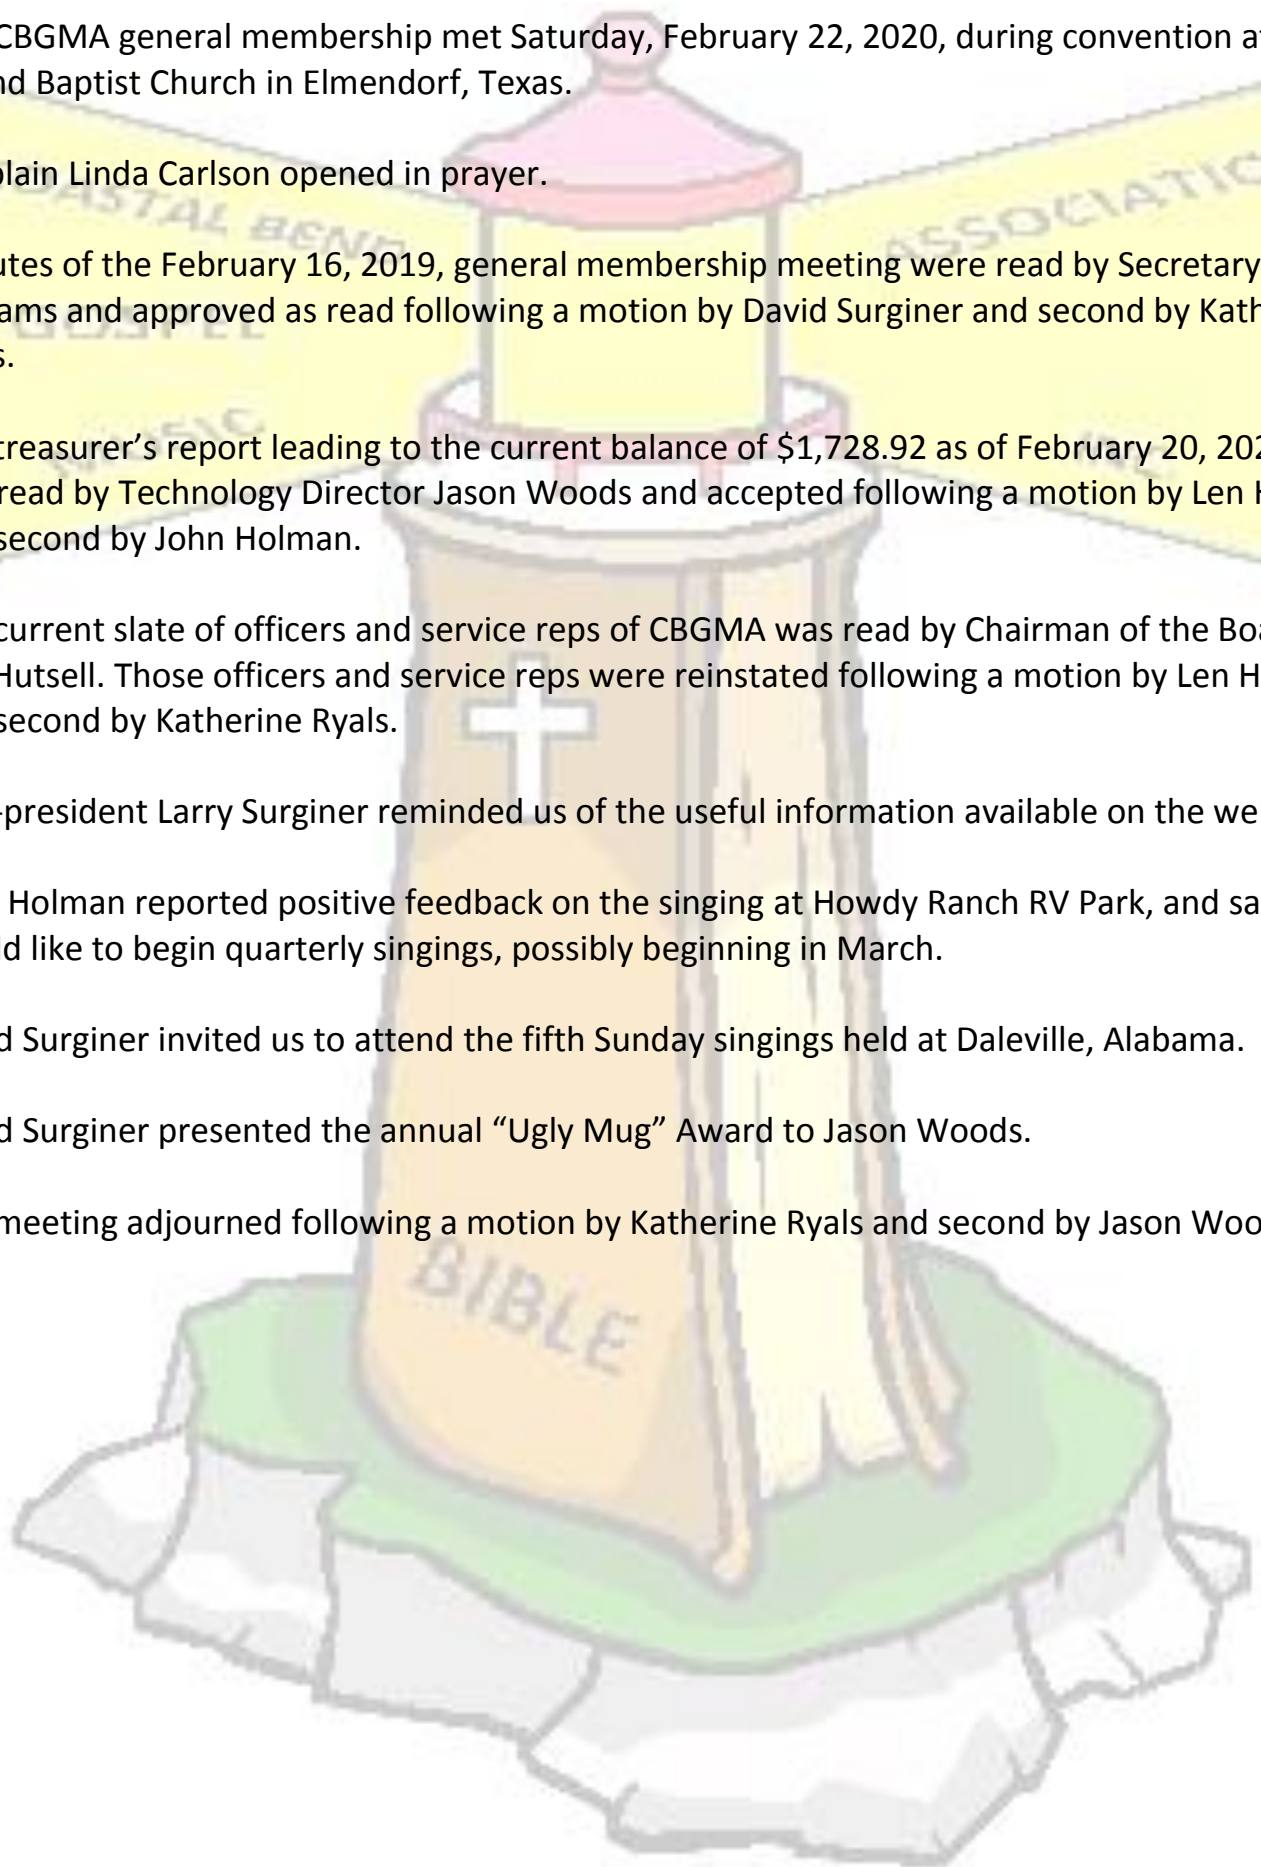 CBGMA general membership met Saturday, February 22, 2020, during convention at
nd Baptist Church in Elmendorf, Texas.
plain Linda Carlson opened in prayer.
COASTAL BEND
ASSOCIATIO
utes of the February 16, 2019, general membership meeting were read by Secretary
ams and approved as read following a motion by David Surginer and second by Kath
GOSPEL
s.
MUSIC
treasurer’s report leading to the current balance of $1,728.92 as of February 20, 202
INC
read by Technology Director Jason Woods and accepted following a motion by Len H
second by John Holman.
current slate of officers and service reps of CBGMA was read by Chairman of the Boa
Hutsell. Those officers and service reps were reinstated following a motion by Len H
second by Katherine Ryals.
-president Larry Surginer reminded us of the useful information available on the we
Holman reported positive feedback on the singing at Howdy Ranch RV Park, and sa
ld like to begin quarterly singings, possibly beginning in March.
d Surginer invited us to attend the fifth Sunday singings held at Daleville, Alabama.
d Surginer presented the annual “Ugly Mug” Award to Jason Woods.
meeting adjourned following a motion by Katherine Ryals and second by Jason Woo
BIBLE